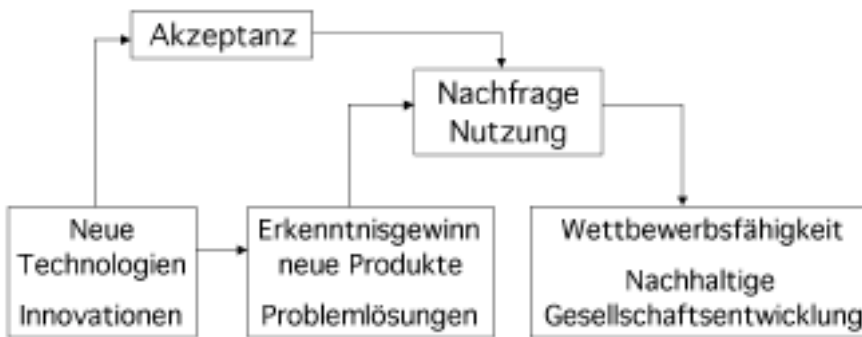 Akzeptanz
Nachfrage
Nutzung
Neue
Technologien
Innovationen
Erkenntnisgewinn
neue Produkte
Problemlösungen
Wettbewerbsfähigkeit
Nachhaltige
Gesellschaftsentwicklung